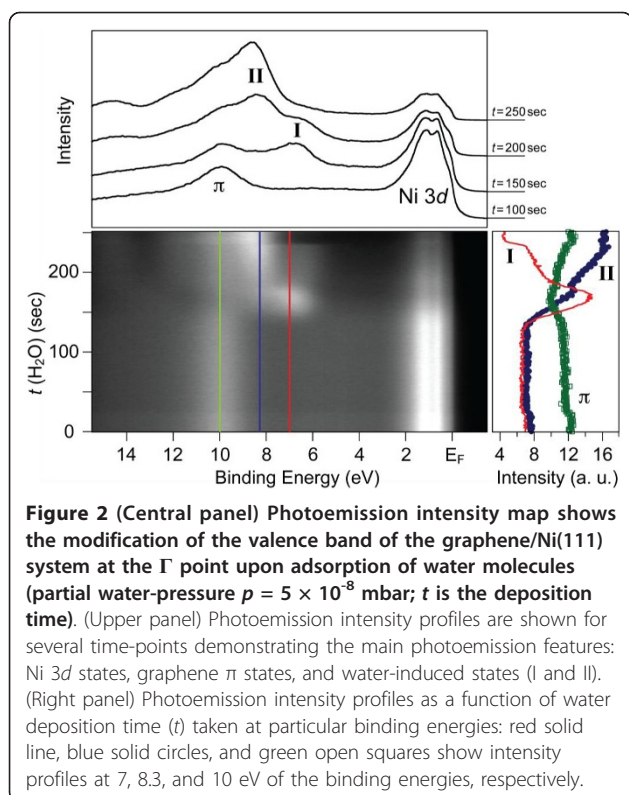 Intensity
II
I
π
Ni 3d
t=250 sec
t=200 sec
t=150 sec
t=100 sec
t (H₂O) (sec)
200
100
0
14 12 10 8 6 4 2 E_F
Binding Energy (eV)
I
II
π
4 8 12 16
Intensity (a. u.)
Figure 2 (Central panel) Photoemission intensity map shows
the modification of the valence band of the graphene/Ni(111)
system at the Γ point upon adsorption of water molecules
(partial water-pressure p = 5 × 10⁻⁸ mbar; t is the deposition
time). (Upper panel) Photoemission intensity profiles are shown for
several time-points demonstrating the main photoemission features:
Ni 3d states, graphene π states, and water-induced states (I and II).
(Right panel) Photoemission intensity profiles as a function of water
deposition time (t) taken at particular binding energies: red solid
line, blue solid circles, and green open squares show intensity
profiles at 7, 8.3, and 10 eV of the binding energies, respectively.